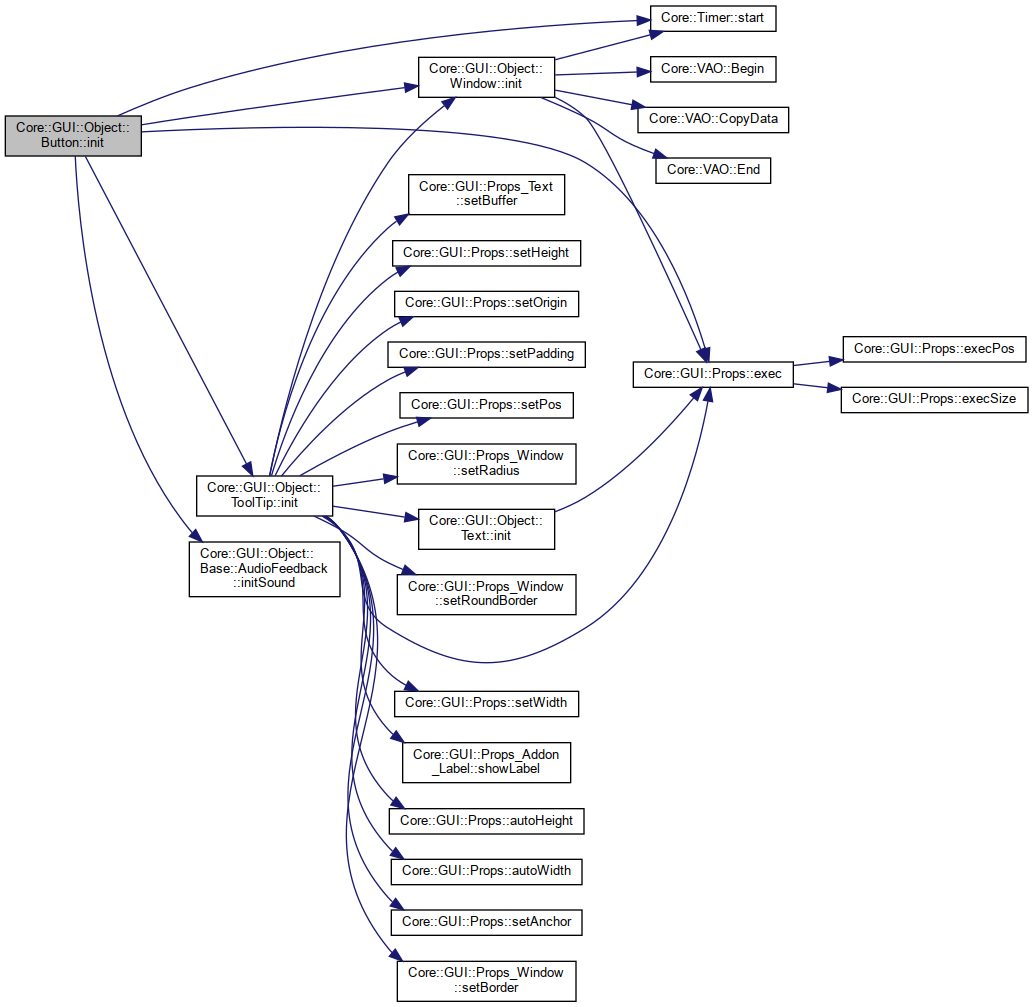 Core::GUI::Object::
Button::init
Core::GUI::Object::
Window::init
Core::Timer::start
Core::VAO::Begin
Core::VAO::CopyData
Core::VAO::End
Core::GUI::Props_Text
::setBuffer
Core::GUI::Props::setHeight
Core::GUI::Props::setOrigin
Core::GUI::Props::setPadding
Core::GUI::Props::setPos
Core::GUI::Props::exec
Core::GUI::Props::execPos
Core::GUI::Props::execSize
Core::GUI::Object::
ToolTip::init
Core::GUI::Props_Window
::setRadius
Core::GUI::Object::
Text::init
Core::GUI::Object::
Base::AudioFeedback
::initSound
Core::GUI::Props_Window
::setRoundBorder
Core::GUI::Props::setWidth
Core::GUI::Props_Addon
_Label::showLabel
Core::GUI::Props::autoHeight
Core::GUI::Props::autoWidth
Core::GUI::Props::setAnchor
Core::GUI::Props_Window
::setBorder